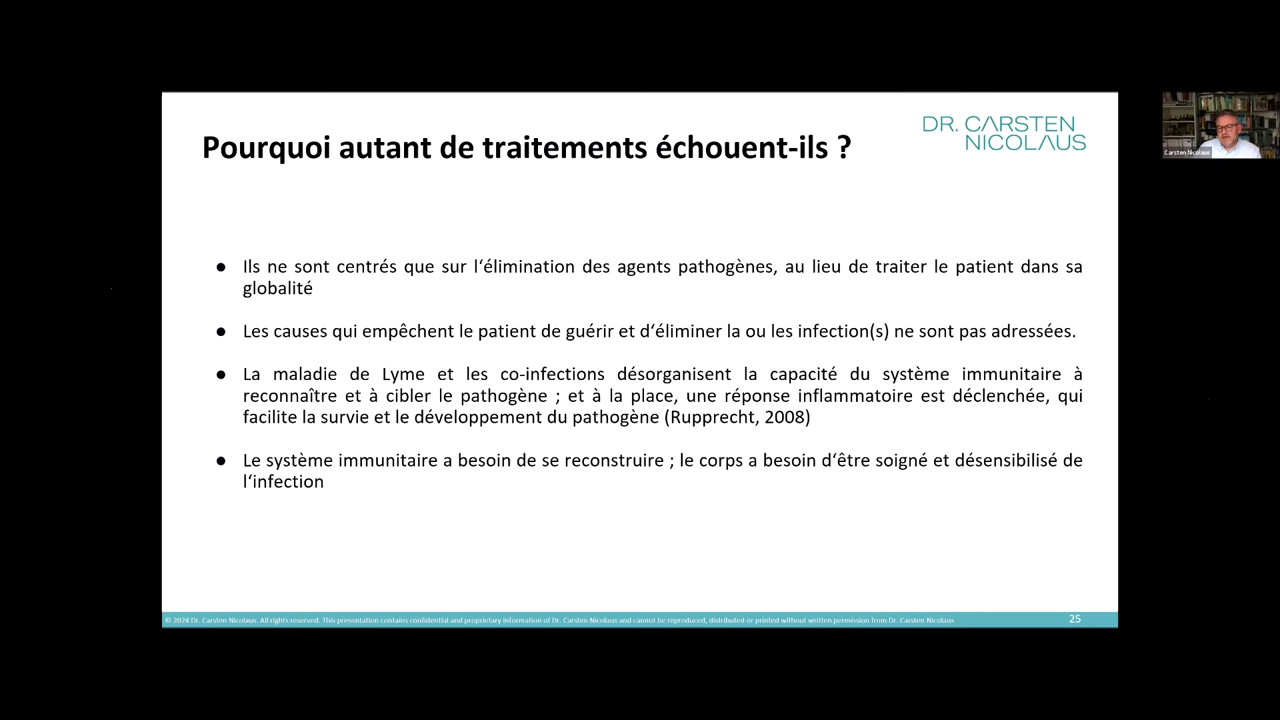 DR. CARSTEN
NICOLAUS
Pourquoi autant de traitements échouent-ils ?
Carsten Nicolaus
● Ils ne sont centrés que sur l‘élimination des agents pathogènes, au lieu de traiter le patient dans sa
globalité
● Les causes qui empêchent le patient de guérir et d‘éliminer la ou les infection(s) ne sont pas adressées.
● La maladie de Lyme et les co-infections désorganisent la capacité du système immunitaire à
reconnaître et à cibler le pathogène ; et à la place, une réponse inflammatoire est déclenchée, qui
facilite la survie et le développement du pathogène (Rupprecht, 2008)
● Le système immunitaire a besoin de se reconstruire ; le corps a besoin d‘être soigné et désensibilisé de
l‘infection
© 2024 Dr. Carsten Nicolaus. All rights reserved. This presentation contains confidential and proprietary information of Dr. Carsten Nicolaus and cannot be reproduced, distributed or printed without written permission from Dr. Carsten Nicolaus
25